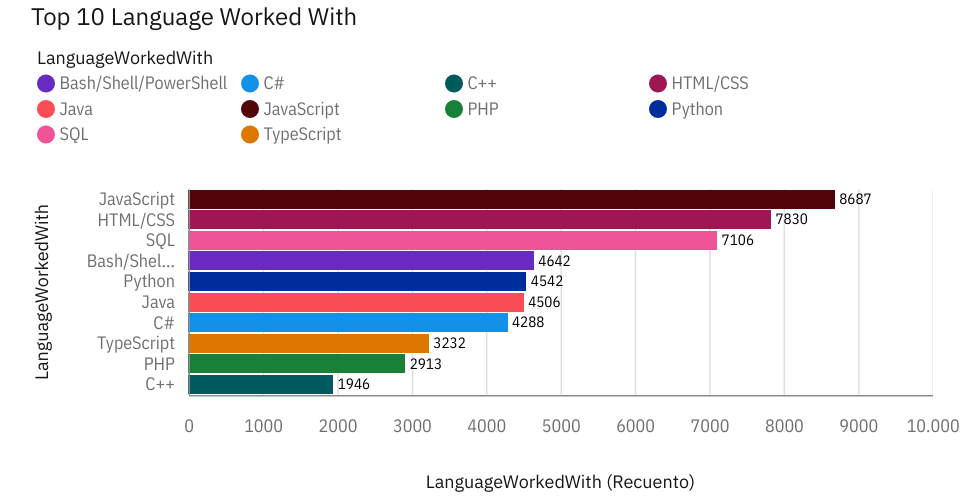 Top 10 Language Worked With
LanguageWorkedWith
Bash/Shell/PowerShell C# C++ HTML/CSS
Java JavaScript PHP Python
SQL TypeScript
LanguageWorkedWith
JavaScript 8687
HTML/CSS 7830
SQL 7106
Bash/Shel... 4642
Python 4542
Java 4506
C# 4288
TypeScript 3232
PHP 2913
C++ 1946
0 1000 2000 3000 4000 5000 6000 7000 8000 9000 10.000
LanguageWorkedWith (Recuento)